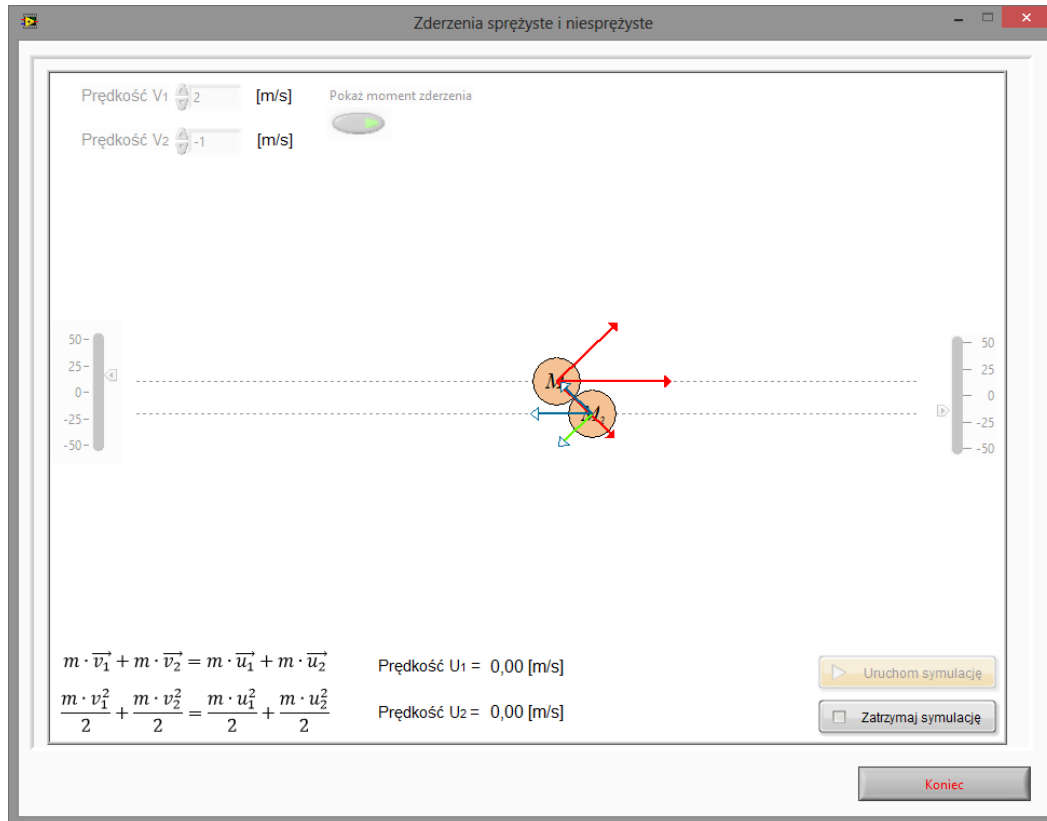 Zderzenia sprężyste i niesprężyste
Prędkość V1 2 [m/s] Pokaż moment zderzenia
Prędkość V2 -1 [m/s]
50
25
0
-25
-50
M
M2
50
25
0
-25
-50
m · v1 + m · v2 = m · u1 + m · u2
Prędkość U1 = 0,00 [m/s]
Uruchom symulację
m · v1² / 2 + m · v2² / 2 = m · u1² / 2 + m · u2² / 2
Prędkość U2 = 0,00 [m/s]
Zatrzymaj symulację
Koniec